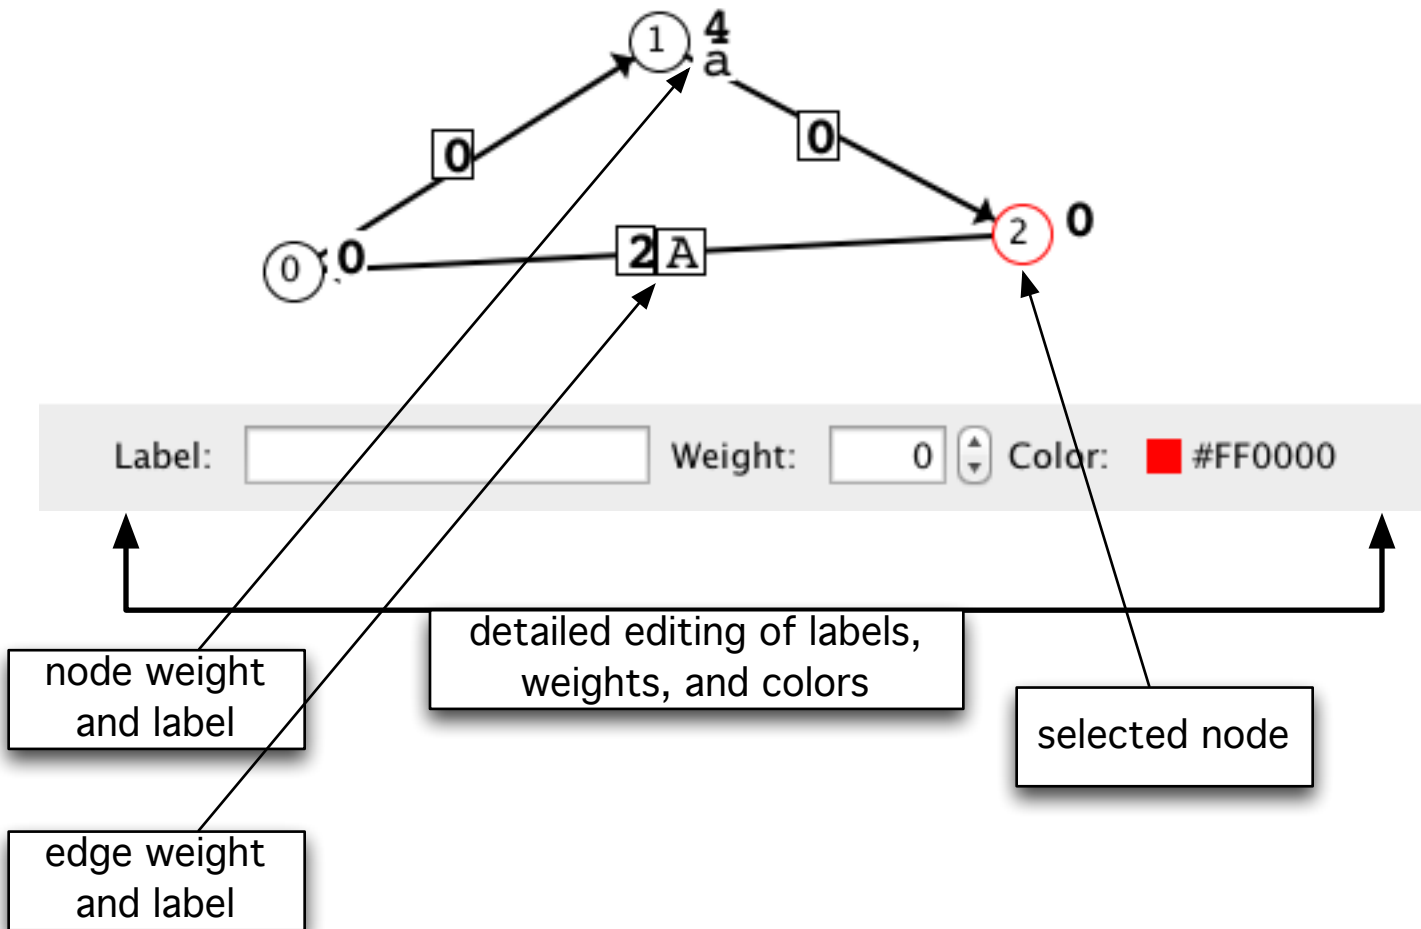 1 4
a
0 0
2 0
2 A
0 0
Label: Weight: 0 Color: #FF0000
detailed editing of labels,
weights, and colors
node weight
and label
selected node
edge weight
and label